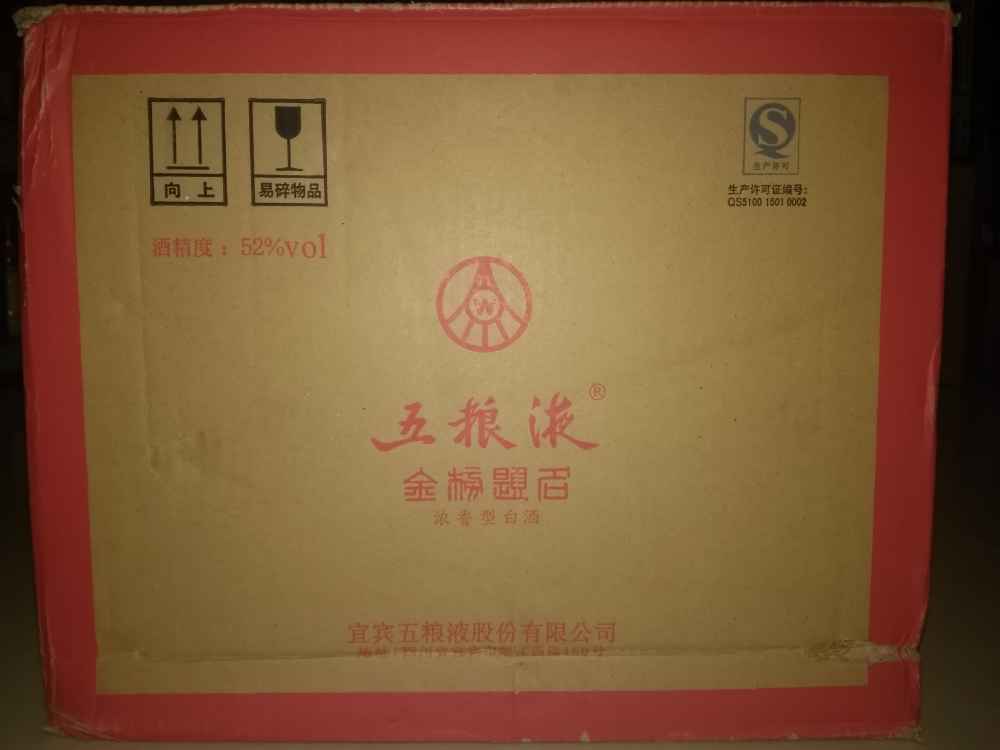 向 上
易碎物品
生产许可
生产许可证编号:
QS5100 1501 0002
酒精度：52%vol
五粮液®
金榜題名
浓香型白酒
宜宾五粮液股份有限公司